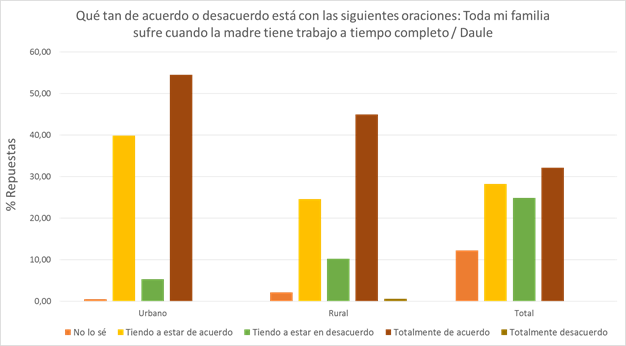 Qué tan de acuerdo o desacuerdo está con las siguientes oraciones: Toda mi familia
sufre cuando la madre tiene trabajo a tiempo completo / Daule
% Repuestas
60,00
50,00
40,00
30,00
20,00
10,00
0,00
Urbano
Rural
Total
No lo sé
Tiendo a estar de acuerdo
Tiendo a estar en desacuerdo
Totalmente de acuerdo
Totalmente desacuerdo